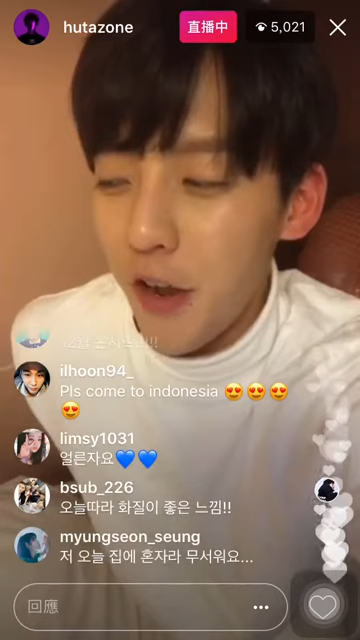 hutazone
直播中
5,021
ilhoon94_
Pls come to indonesia 😍😍😍
😍
limsy1031
얼른자요💙💙
bsub_226
오늘따라 화질이 좋은 느낌!!
myungseon_seung
저 오늘 집에 혼자라 무서워요...
回應